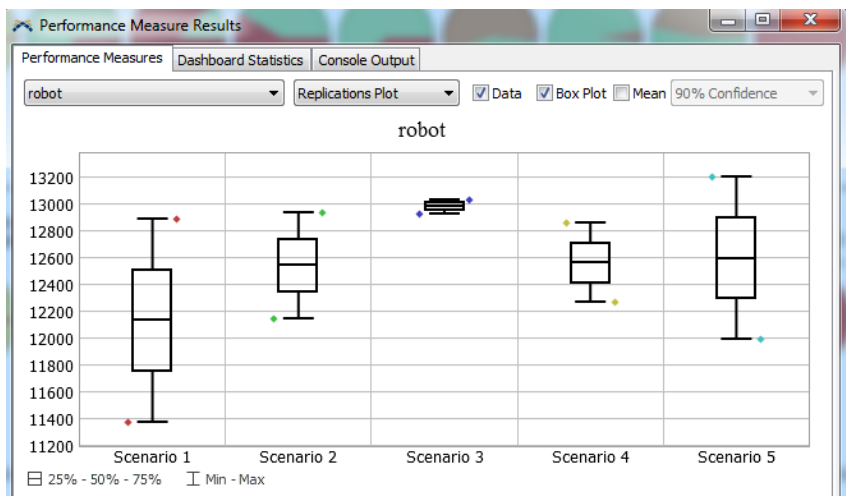 Performance Measure Results
Performance Measures Dashboard Statistics Console Output
robot Replications Plot Data Box Plot Mean 90% Confidence
robot
13200
13000
12800
12600
12400
12200
12000
11800
11600
11400
11200
Scenario 1 Scenario 2 Scenario 3 Scenario 4 Scenario 5
25% - 50% - 75% Min - Max